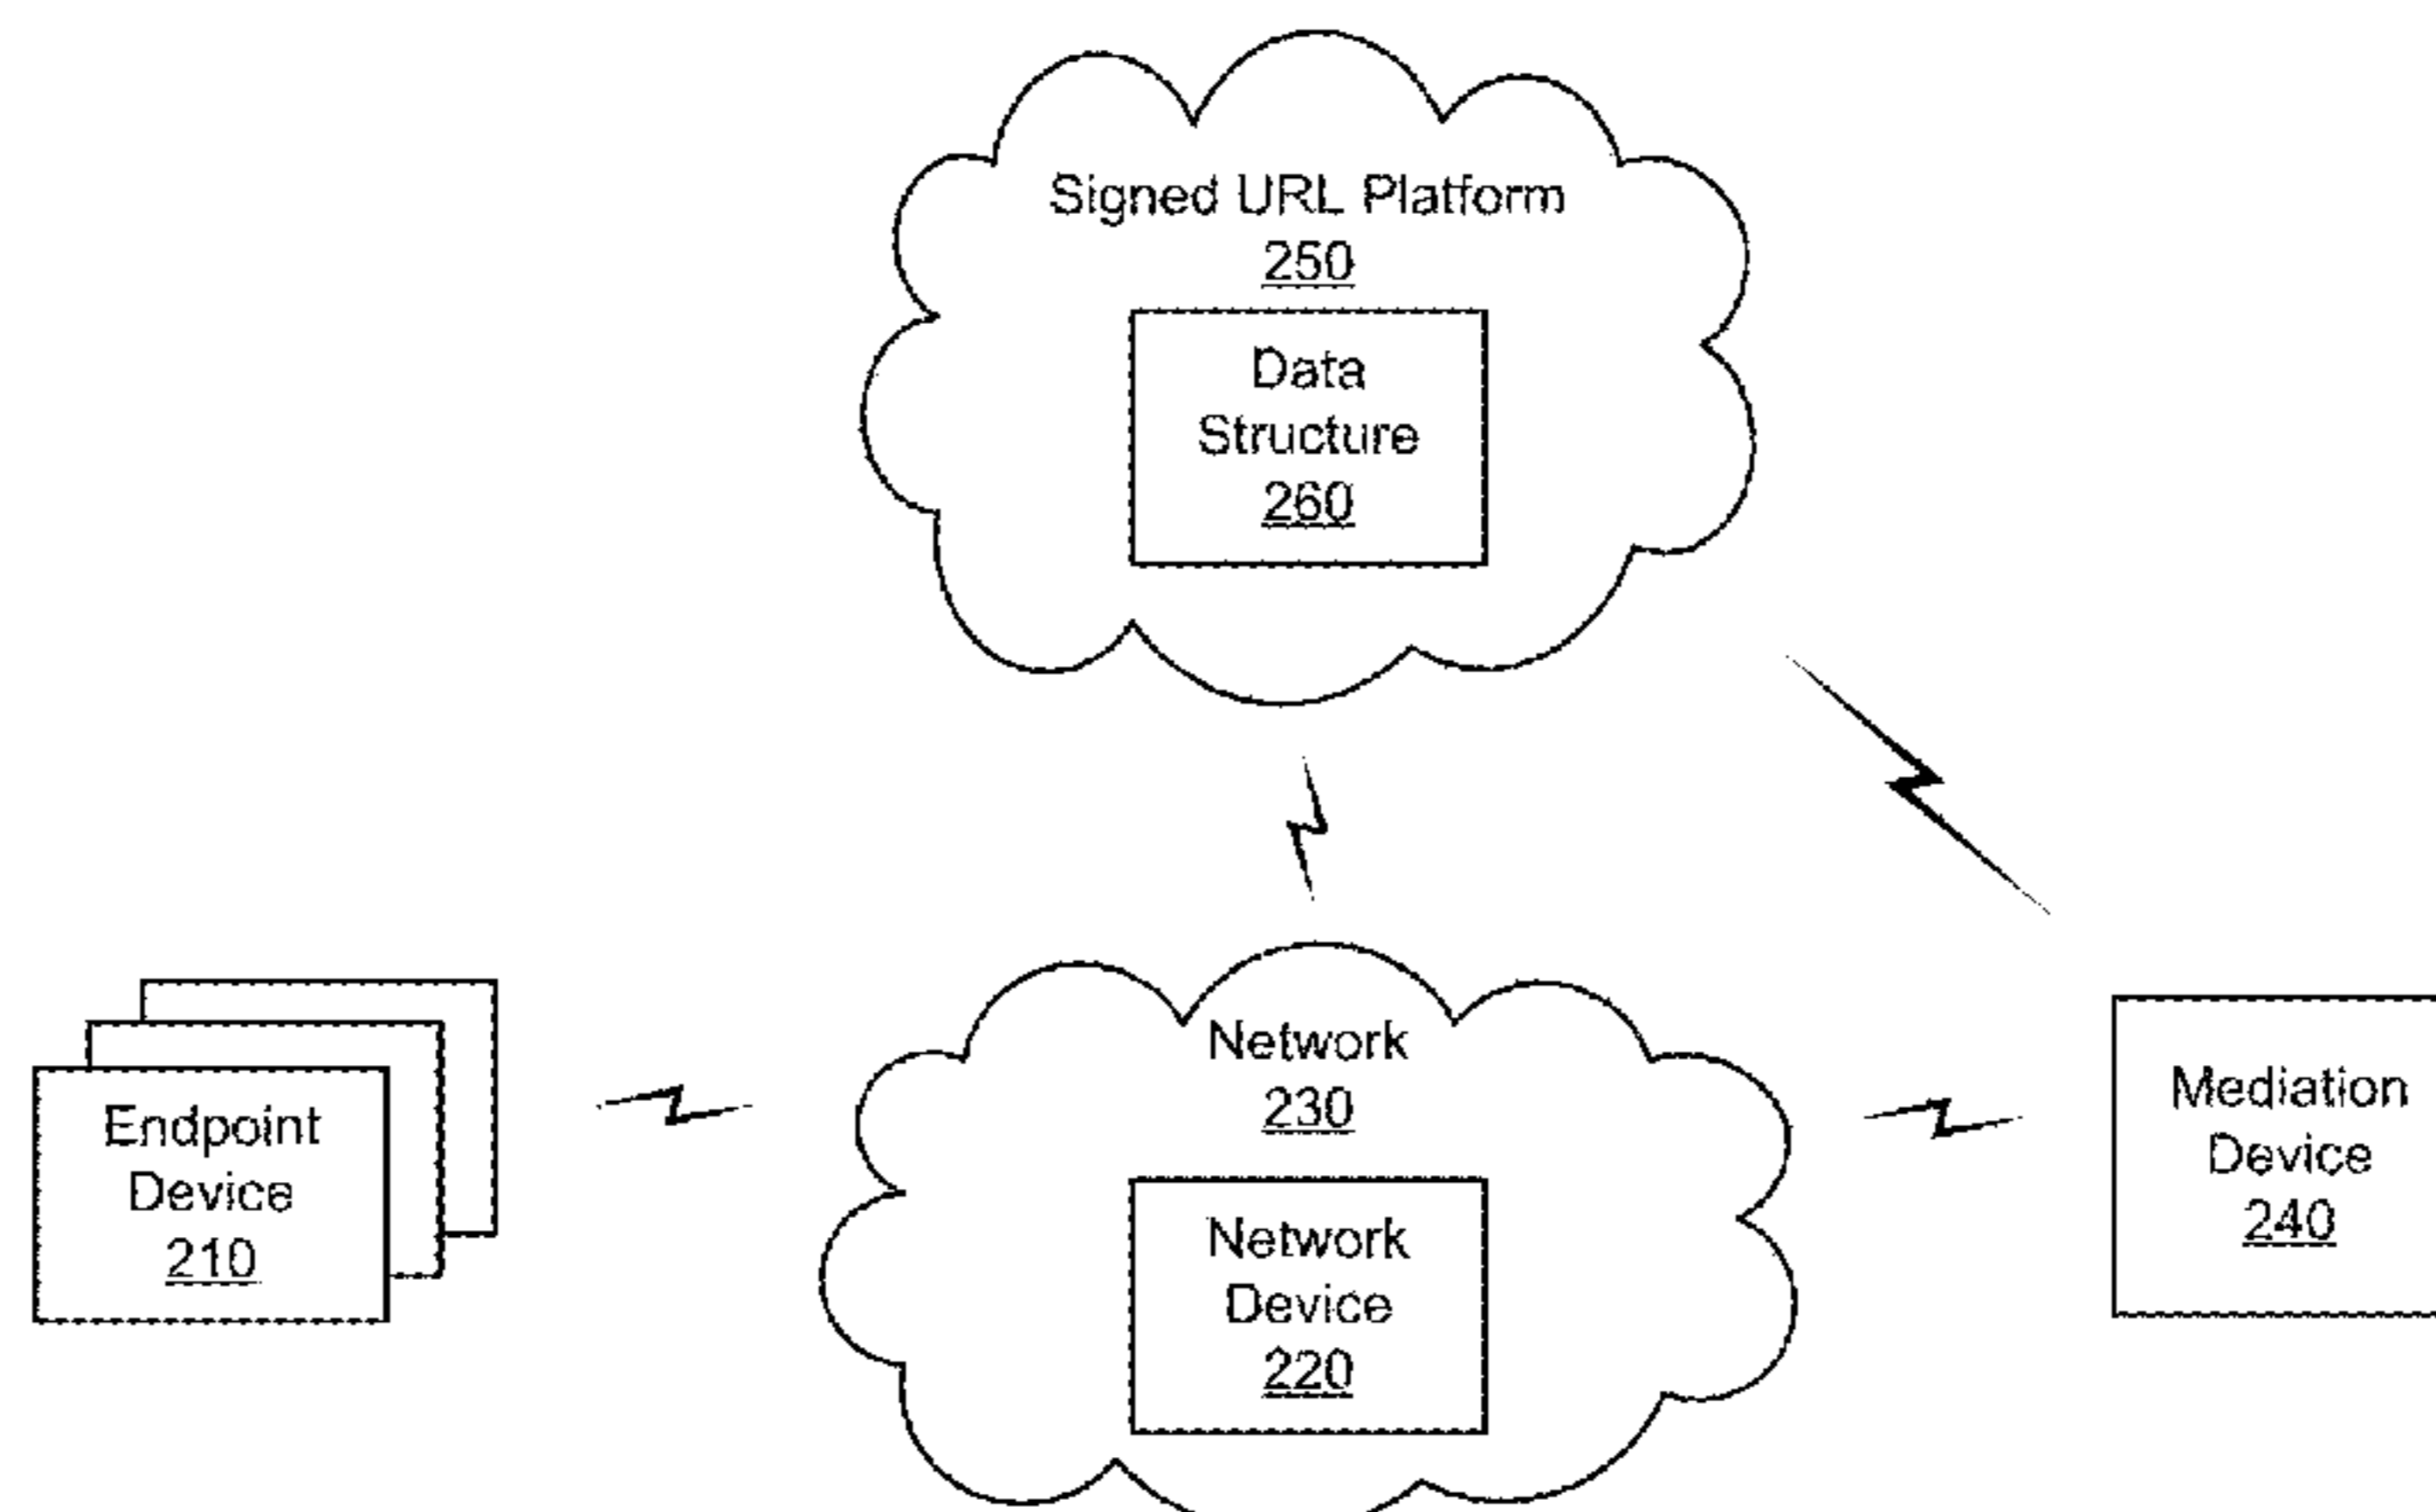 Signed URL Platform
250
Data
Structure
260
Network
230
Network
Device
220
Endpoint
Device
210
Mediation
Device
240